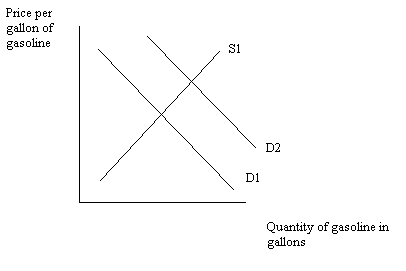 Price per
gallon of
gasoline
S1
D2
D1
Quantity of gasoline in
gallons